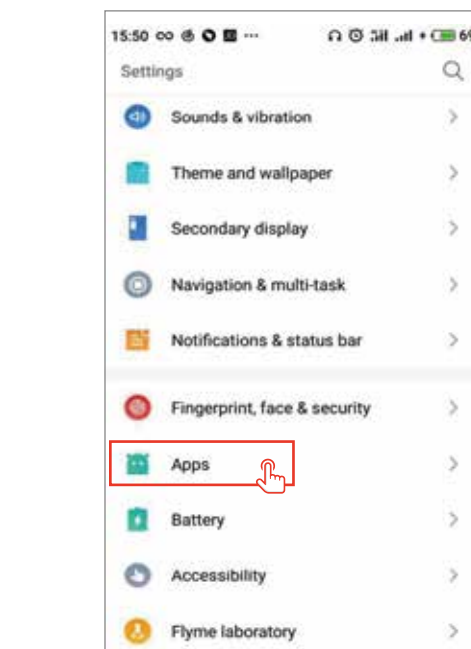 15:50 ··· 69
Settings
Sounds & vibration
Theme and wallpaper
Secondary display
Navigation & multi-task
Notifications & status bar
Fingerprint, face & security
Apps
Battery
Accessibility
Flyme laboratory